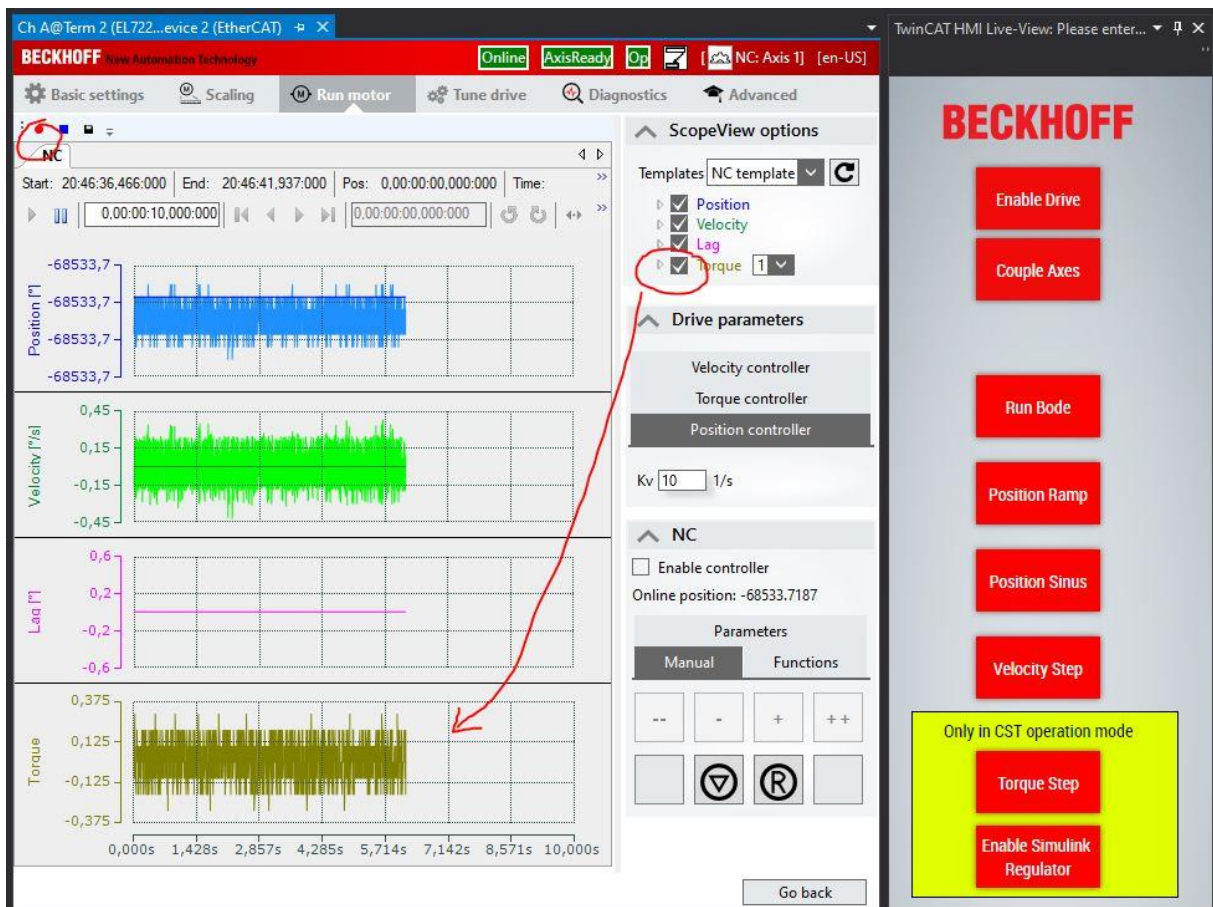 Ch A@Term 2 (EL722...evice 2 (EtherCAT)
TwinCAT HMI Live-View: Please enter...
BECKHOFF New Automation Technology
Online AxisReady Op [ NC: Axis 1] [en-US]
Basic settings Scaling Run motor Tune drive Diagnostics Advanced
NC
Start: 20:46:36,466:000 End: 20:46:41,937:000 Pos: 0,00:00:00,000:000 Time:
0,00:00:10,000:000 0,00:00:00,000:000
-68533,7
-68533,7
-68533,7
-68533,7
Position [°]
0,45
0,15
-0,15
-0,45
Velocity [°/s]
0,6
0,2
-0,2
-0,6
Lag [°]
0,375
0,125
-0,125
-0,375
Torque
0,000s 1,428s 2,857s 4,285s 5,714s 7,142s 8,571s 10,000s
ScopeView options
Templates NC template
Position
Velocity
Lag
Torque 1
Drive parameters
Velocity controller
Torque controller
Position controller
Kv 10 1/s
NC
Enable controller
Online position: -68533.7187
Parameters
Manual Functions
-- - + ++
R
Go back
BECKHOFF
Enable Drive
Couple Axes
Run Bode
Position Ramp
Position Sinus
Velocity Step
Only in CST operation mode
Torque Step
Enable Simulink
Regulator